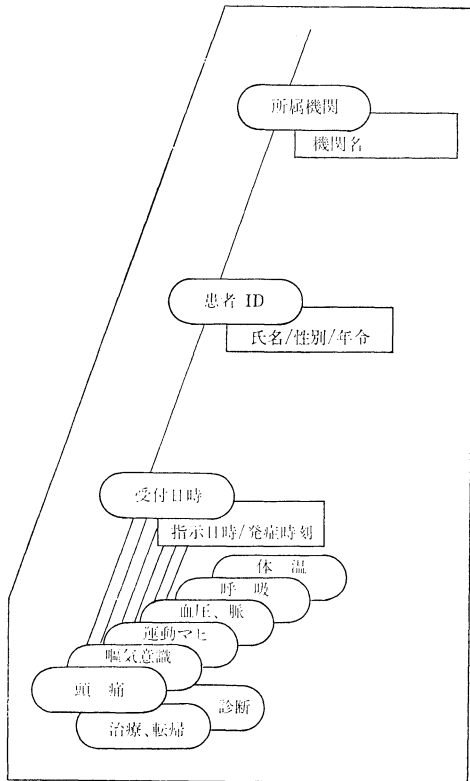 所属機関
機関名
患者 ID
氏名/性別/年令
受付日時
指示日時/発症時刻
体 温
呼 吸
血圧、脈
運動マヒ
嘔気意識
頭 痛
診断
治療、転帰